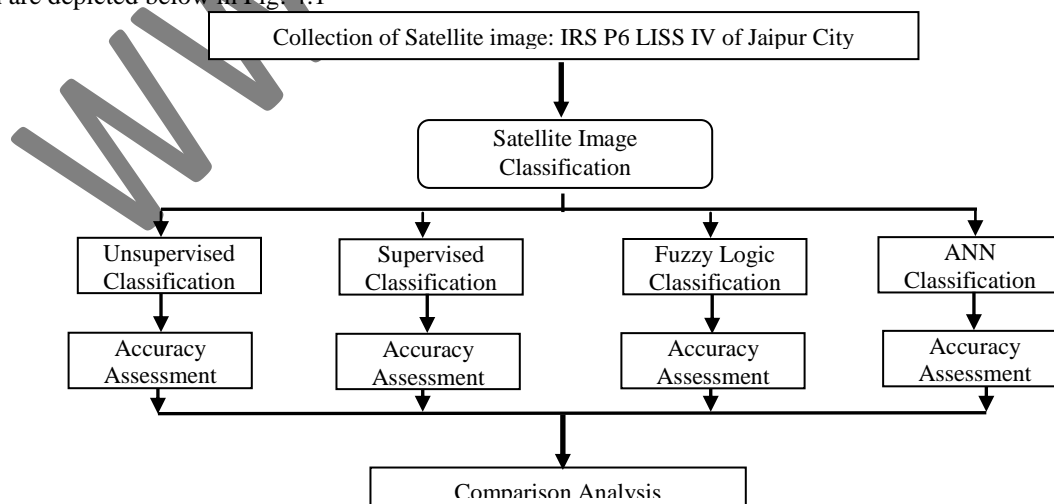 are depleted below in Fig. 4.1
Collection of Satellite image: IRS P6 LISS IV of Jaipur City
Satellite Image
Classification
Unsupervised
Classification
Supervised
Classification
Fuzzy Logic
Classification
ANN
Classification
Accuracy
Assessment
Accuracy
Assessment
Accuracy
Assessment
Accuracy
Assessment
Comparison Analysis